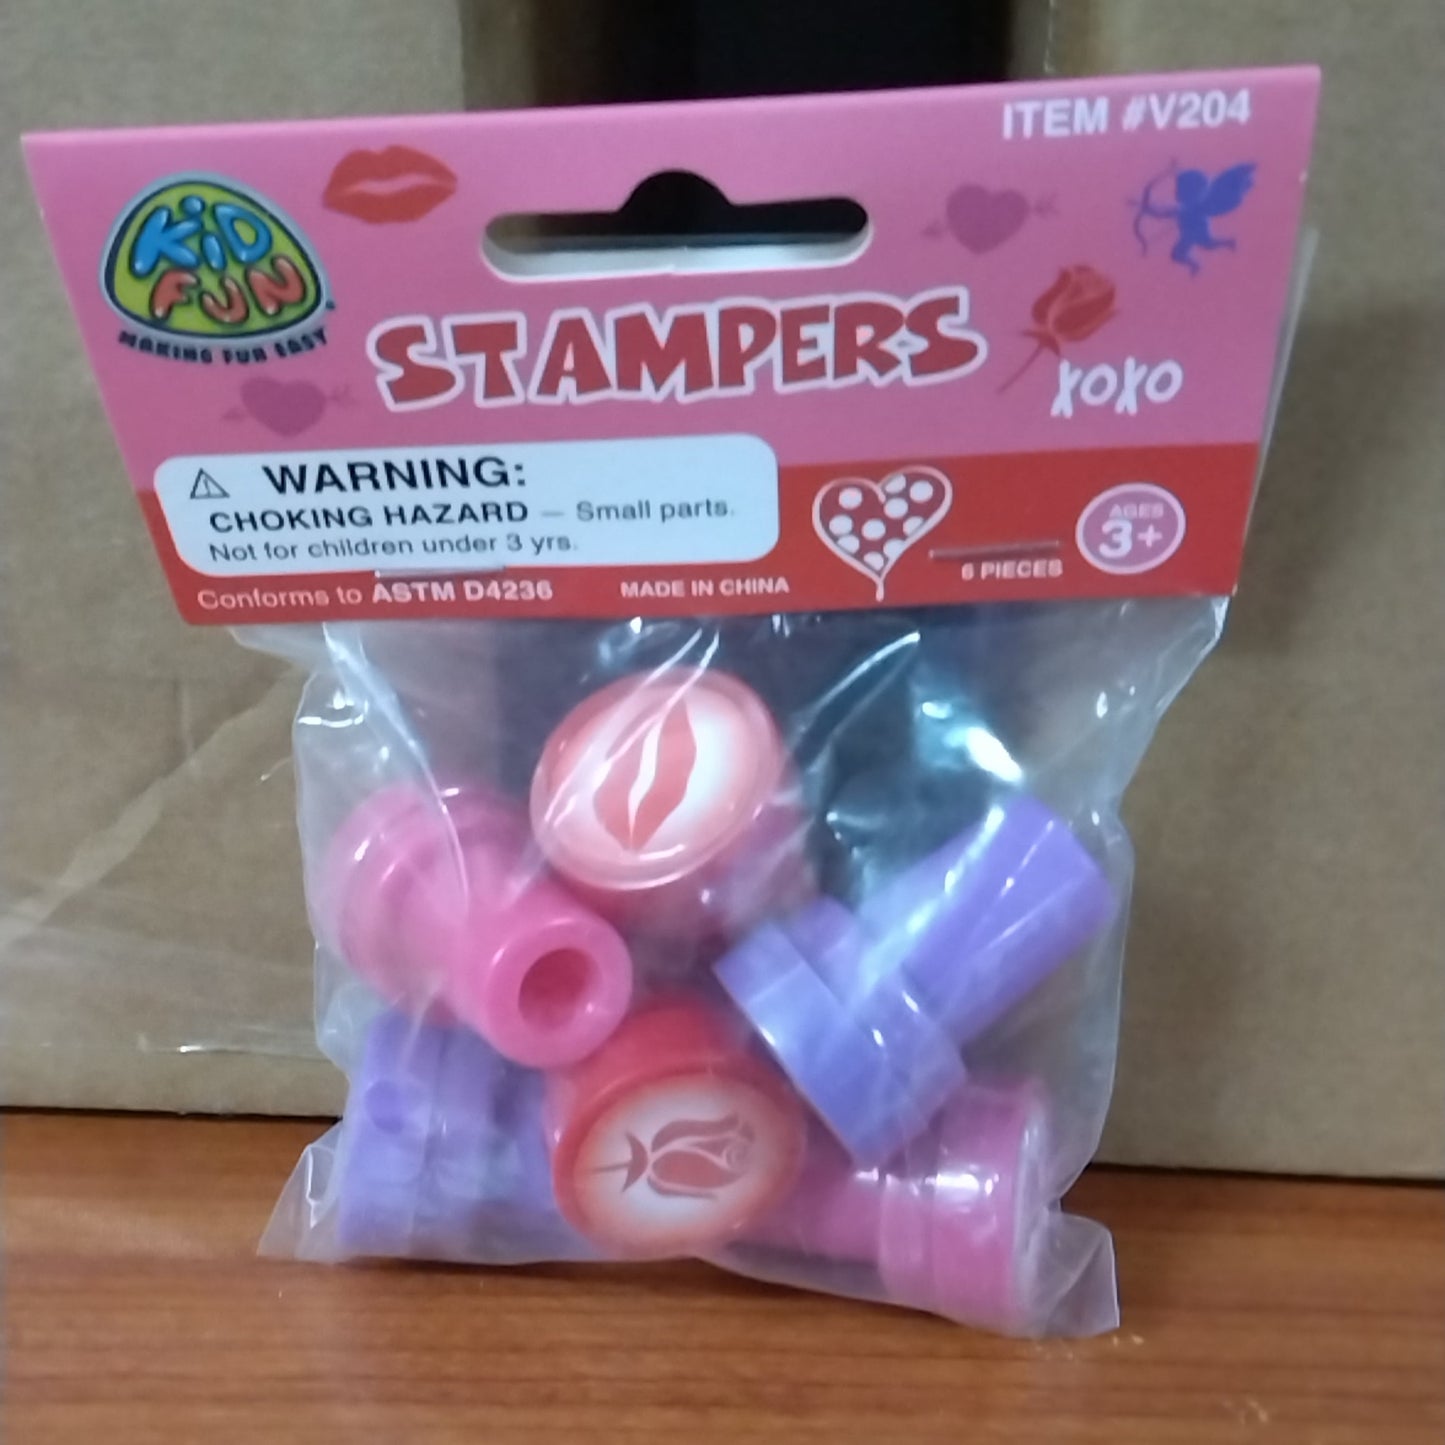 ITEM #V204
KiD
FUN
MAKING FUN EASY
STAMPERS
XOXO
WARNING:
CHOKING HAZARD — Small parts.
Not for children under 3 yrs.
AGES
3+
6 PIECES
Conforms to ASTM D4236
MADE IN CHINA